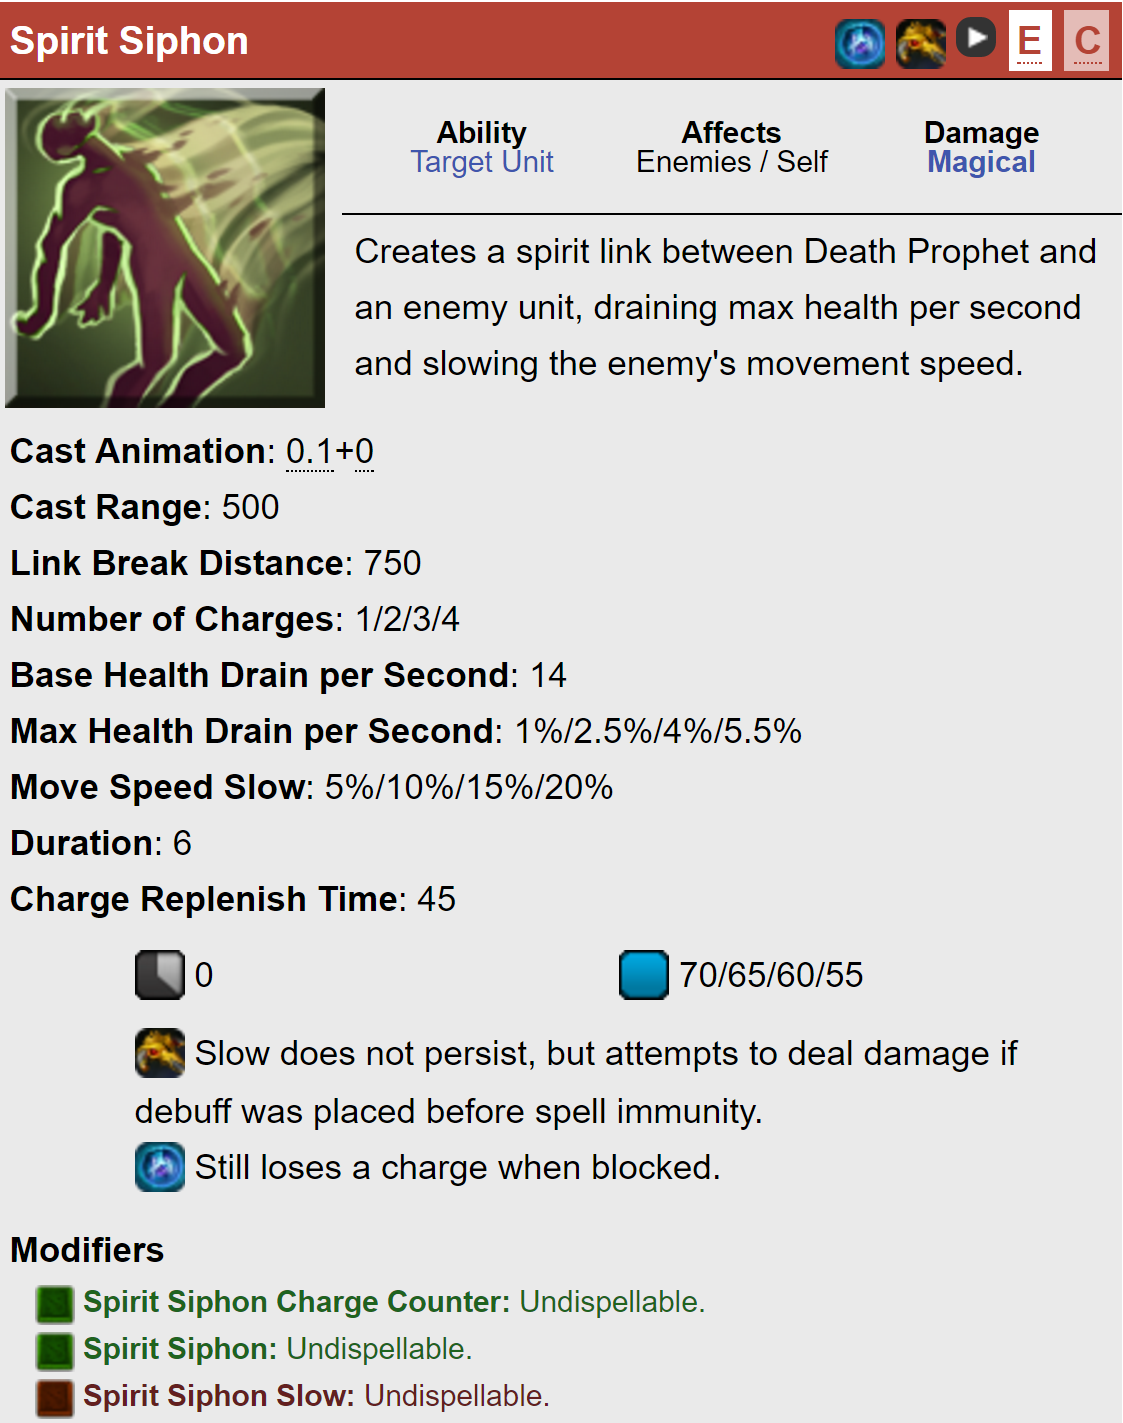 Spirit Siphon E C
Ability Affects Damage
Target Unit Enemies / Self Magical
Creates a spirit link between Death Prophet and
an enemy unit, draining max health per second
and slowing the enemy's movement speed.
Cast Animation: 0.1+0
Cast Range: 500
Link Break Distance: 750
Number of Charges: 1/2/3/4
Base Health Drain per Second: 14
Max Health Drain per Second: 1%/2.5%/4%/5.5%
Move Speed Slow: 5%/10%/15%/20%
Duration: 6
Charge Replenish Time: 45
0 70/65/60/55
Slow does not persist, but attempts to deal damage if
debuff was placed before spell immunity.
Still loses a charge when blocked.
Modifiers
Spirit Siphon Charge Counter: Undispellable.
Spirit Siphon: Undispellable.
Spirit Siphon Slow: Undispellable.